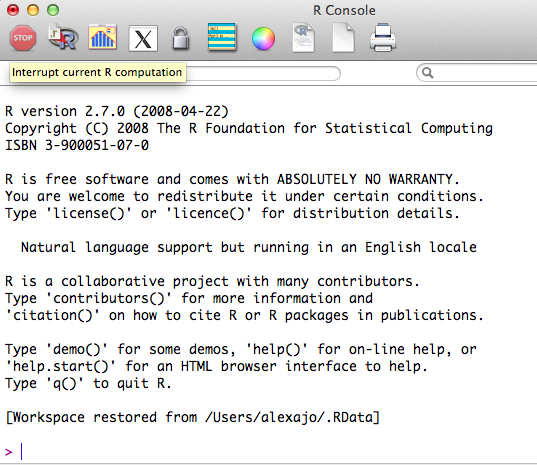 R Console
STOP
R
X
Interrupt current R computation
R version 2.7.0 (2008-04-22)
Copyright (C) 2008 The R Foundation for Statistical Computing
ISBN 3-900051-07-0
R is free software and comes with ABSOLUTELY NO WARRANTY.
You are welcome to redistribute it under certain conditions.
Type 'license()' or 'licence()' for distribution details.
Natural language support but running in an English locale
R is a collaborative project with many contributors.
Type 'contributors()' for more information and
'citation()' on how to cite R or R packages in publications.
Type 'demo()' for some demos, 'help()' for on-line help, or
'help.start()' for an HTML browser interface to help.
Type 'q()' to quit R.
[Workspace restored from /Users/alexajo/.RData]
>